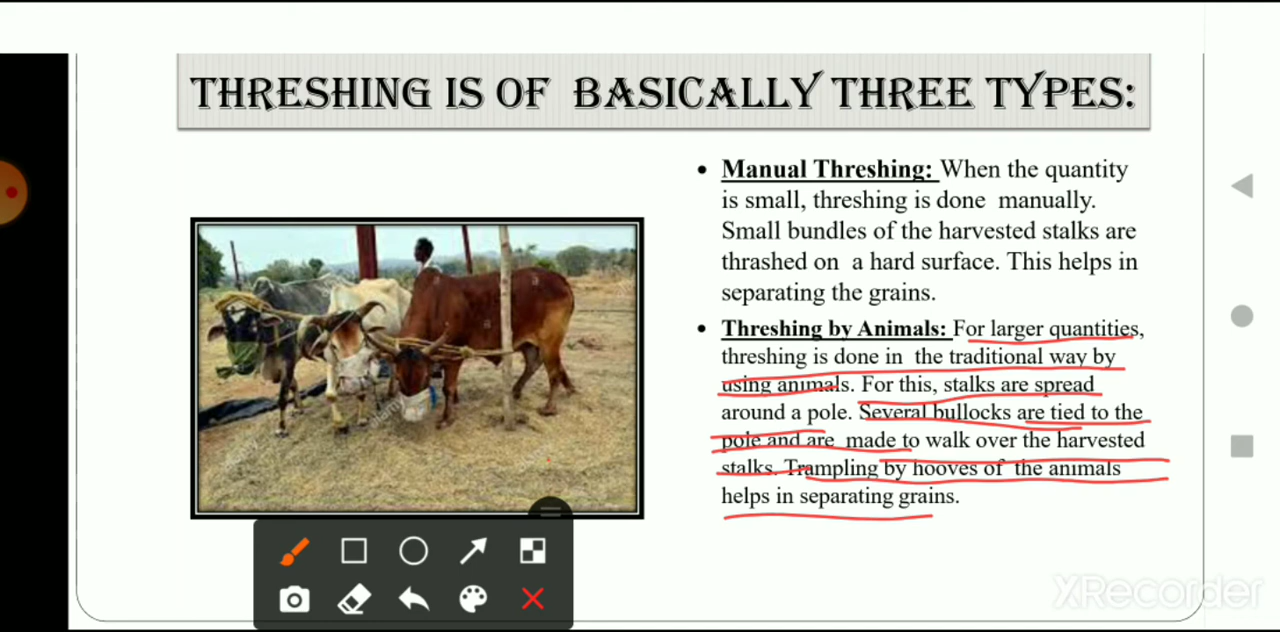 THRESHING IS OF BASICALLY THREE TYPES:
• Manual Threshing: When the quantity
is small, threshing is done manually.
Small bundles of the harvested stalks are
thrashed on a hard surface. This helps in
separating the grains.
• Threshing by Animals: For larger quantities,
threshing is done in the traditional way by
using animals. For this, stalks are spread
around a pole. Several bullocks are tied to the
pole and are made to walk over the harvested
stalks. Trampling by hooves of the animals
helps in separating grains.
XRecorder